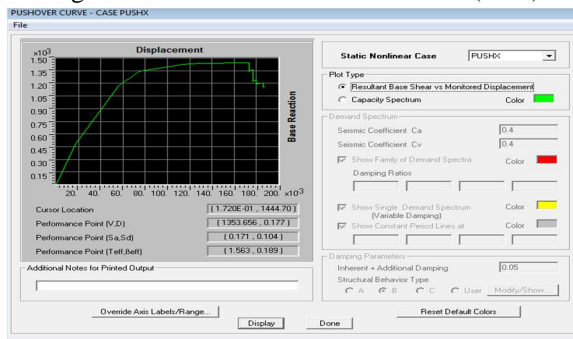 PUSHOVER CURVE - CASE PUSHX
File
Displacement
x10³
1.50
1.35
1.20
1.05
0.90
0.75
0.60
0.45
0.30
0.15
Base Reaction
20. 40. 60. 80. 100. 120. 140. 160. 180. 200. x10⁻³
Cursor Location (1.720E-01 , 1444.70)
Performance Point (V,D) (1353.656 , 0.177)
Performance Point (Sa,Sd) (0.171 , 0.104)
Performance Point (Teff,Beff) (1.563 , 0.189)
Additional Notes for Printed Output
Override Axis Labels/Range...
Static Nonlinear Case PUSHX
Plot Type
Resultant Base Shear vs Monitored Displacement
Capacity Spectrum Color
Demand Spectrum
Seismic Coefficient Ca 0.4
Seismic Coefficient Cv 0.4
Show Family of Demand Spectra Color
Damping Ratios
Show Single Demand Spectrum Color
(Variable Damping)
Show Constant Period Lines at Color
Damping Parameters
Inherent + Additional Damping 0.05
Structural Behavior Type
A B C User Modify/Show...
Reset Default Colors
Display Done